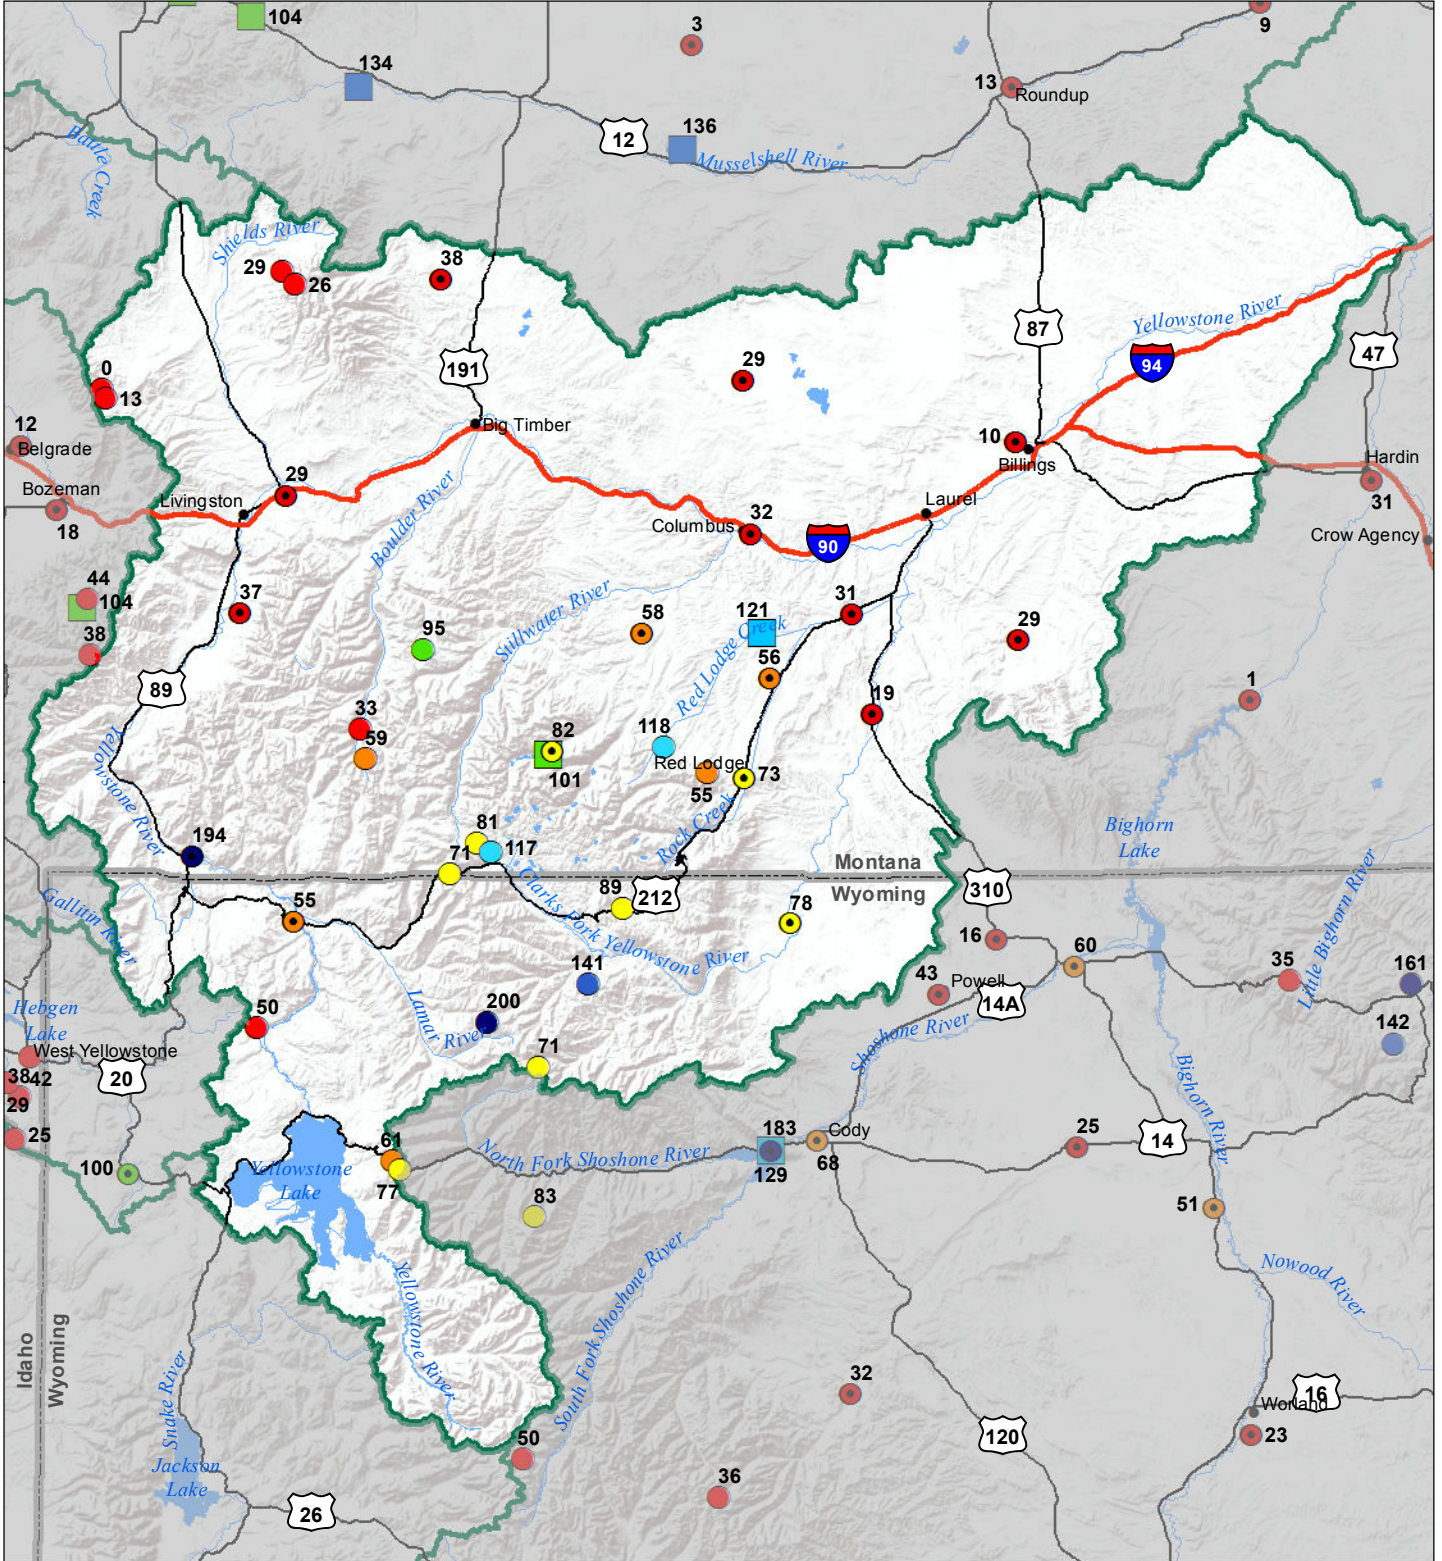 104
3
9
134
13
Roundup
12
136
Musselshell River
Battle
Creek
Shields River
29
26
38
Yellowstone River
87
94
47
191
29
0
13
12
Belgrade
Big Timber
10
Billings
Hardin
31
Bozeman
18
Livingston
29
Boulder River
Columbus
32
90
Laurel
Crow Agency
44
104
38
37
95
Stillwater River
58
121
Red Lodge Creek
31
56
29
89
1
33
59
19
118
82
101
Red Lodge
55
73
Yellowstone River
194
81
117
71
Rock Creek
Bighorn
Lake
Montana
Wyoming
Little Bighorn River
Gallitin River
55
89
212
Clarks Fork Yellowstone River
78
310
16
60
141
43
Powell
14A
35
161
Hebgen
Lake
50
Lamar River
200
Shoshone River
142
West Yellowstone
20
38
42
29
71
Bighorn River
25
100
61
77
Yellowstone
Lake
North Fork Shoshone River
183
129
Cody
68
25
14
83
51
Nowood River
Yellowstone River
South Fork Shoshone River
Idaho
Wyoming
Snake River
32
16
Worland
23
120
50
36
Jackson
Lake
26